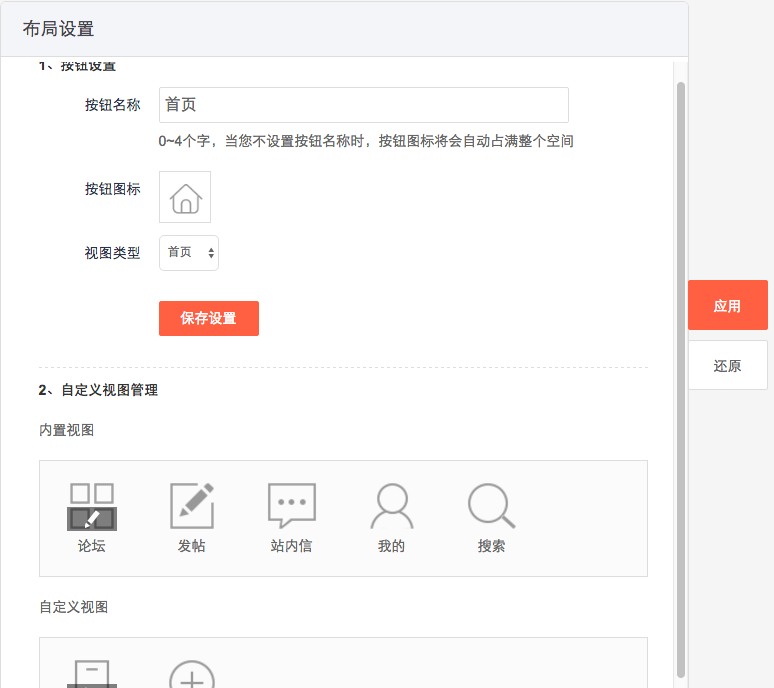 布局设置
1、按钮设置
按钮名称
首页
0~4个字，当您不设置按钮名称时，按钮图标将会自动占满整个空间
按钮图标
视图类型
首页
保存设置
应用
还原
2、自定义视图管理
内置视图
论坛
发帖
站内信
我的
搜索
自定义视图